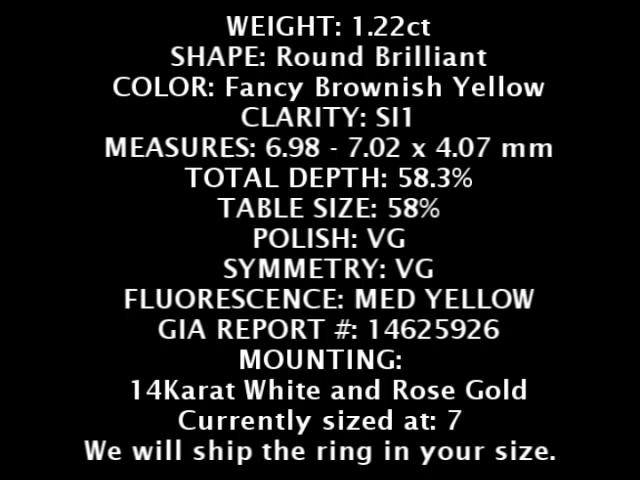 WEIGHT: 1.22ct
SHAPE: Round Brilliant
COLOR: Fancy Brownish Yellow
CLARITY: SI1
MEASURES: 6.98 - 7.02 x 4.07 mm
TOTAL DEPTH: 58.3%
TABLE SIZE: 58%
POLISH: VG
SYMMETRY: VG
FLUORESCENCE: MED YELLOW
GIA REPORT #: 14625926
MOUNTING:
14Karat White and Rose Gold
Currently sized at: 7
We will ship the ring in your size.